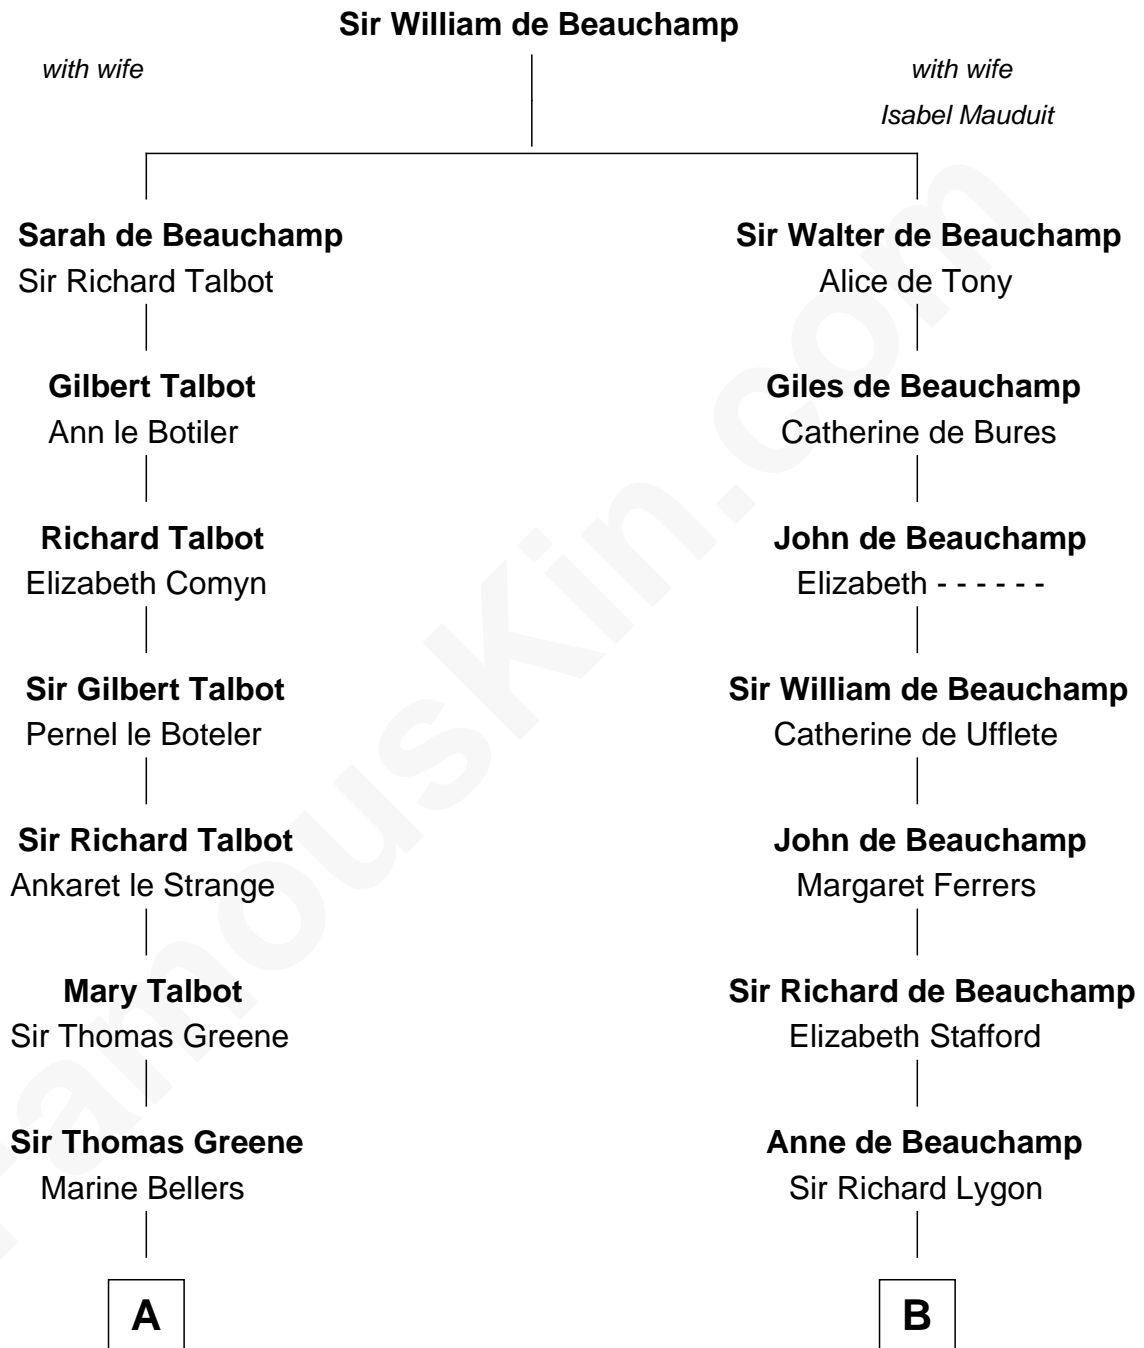 Sir William de Beauchamp
with wife
with wife
Isabel Mauduit
Sarah de Beauchamp
Sir Richard Talbot
Sir Walter de Beauchamp
Alice de Tony
Gilbert Talbot
Ann le Botiler
Giles de Beauchamp
Catherine de Bures
Richard Talbot
Elizabeth Comyn
John de Beauchamp
Elizabeth - - - - - -
Sir Gilbert Talbot
Pernel le Boteler
Sir William de Beauchamp
Catherine de Ufflete
Sir Richard Talbot
Ankaret le Strange
John de Beauchamp
Margaret Ferrers
Mary Talbot
Sir Thomas Greene
Sir Richard de Beauchamp
Elizabeth Stafford
Sir Thomas Greene
Marine Bellers
Anne de Beauchamp
Sir Richard Lygon
A
B
FamousKin.com